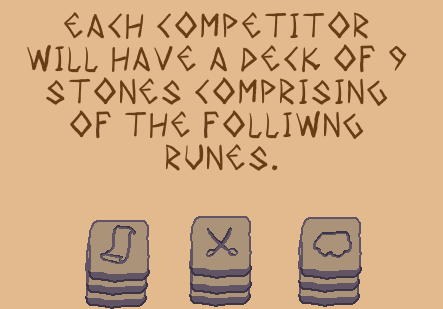 EACH COMPETITOR
WILL HAVE A DECK OF 9
STONES COMPRISING
OF THE FOLLIWNG
RUNES.